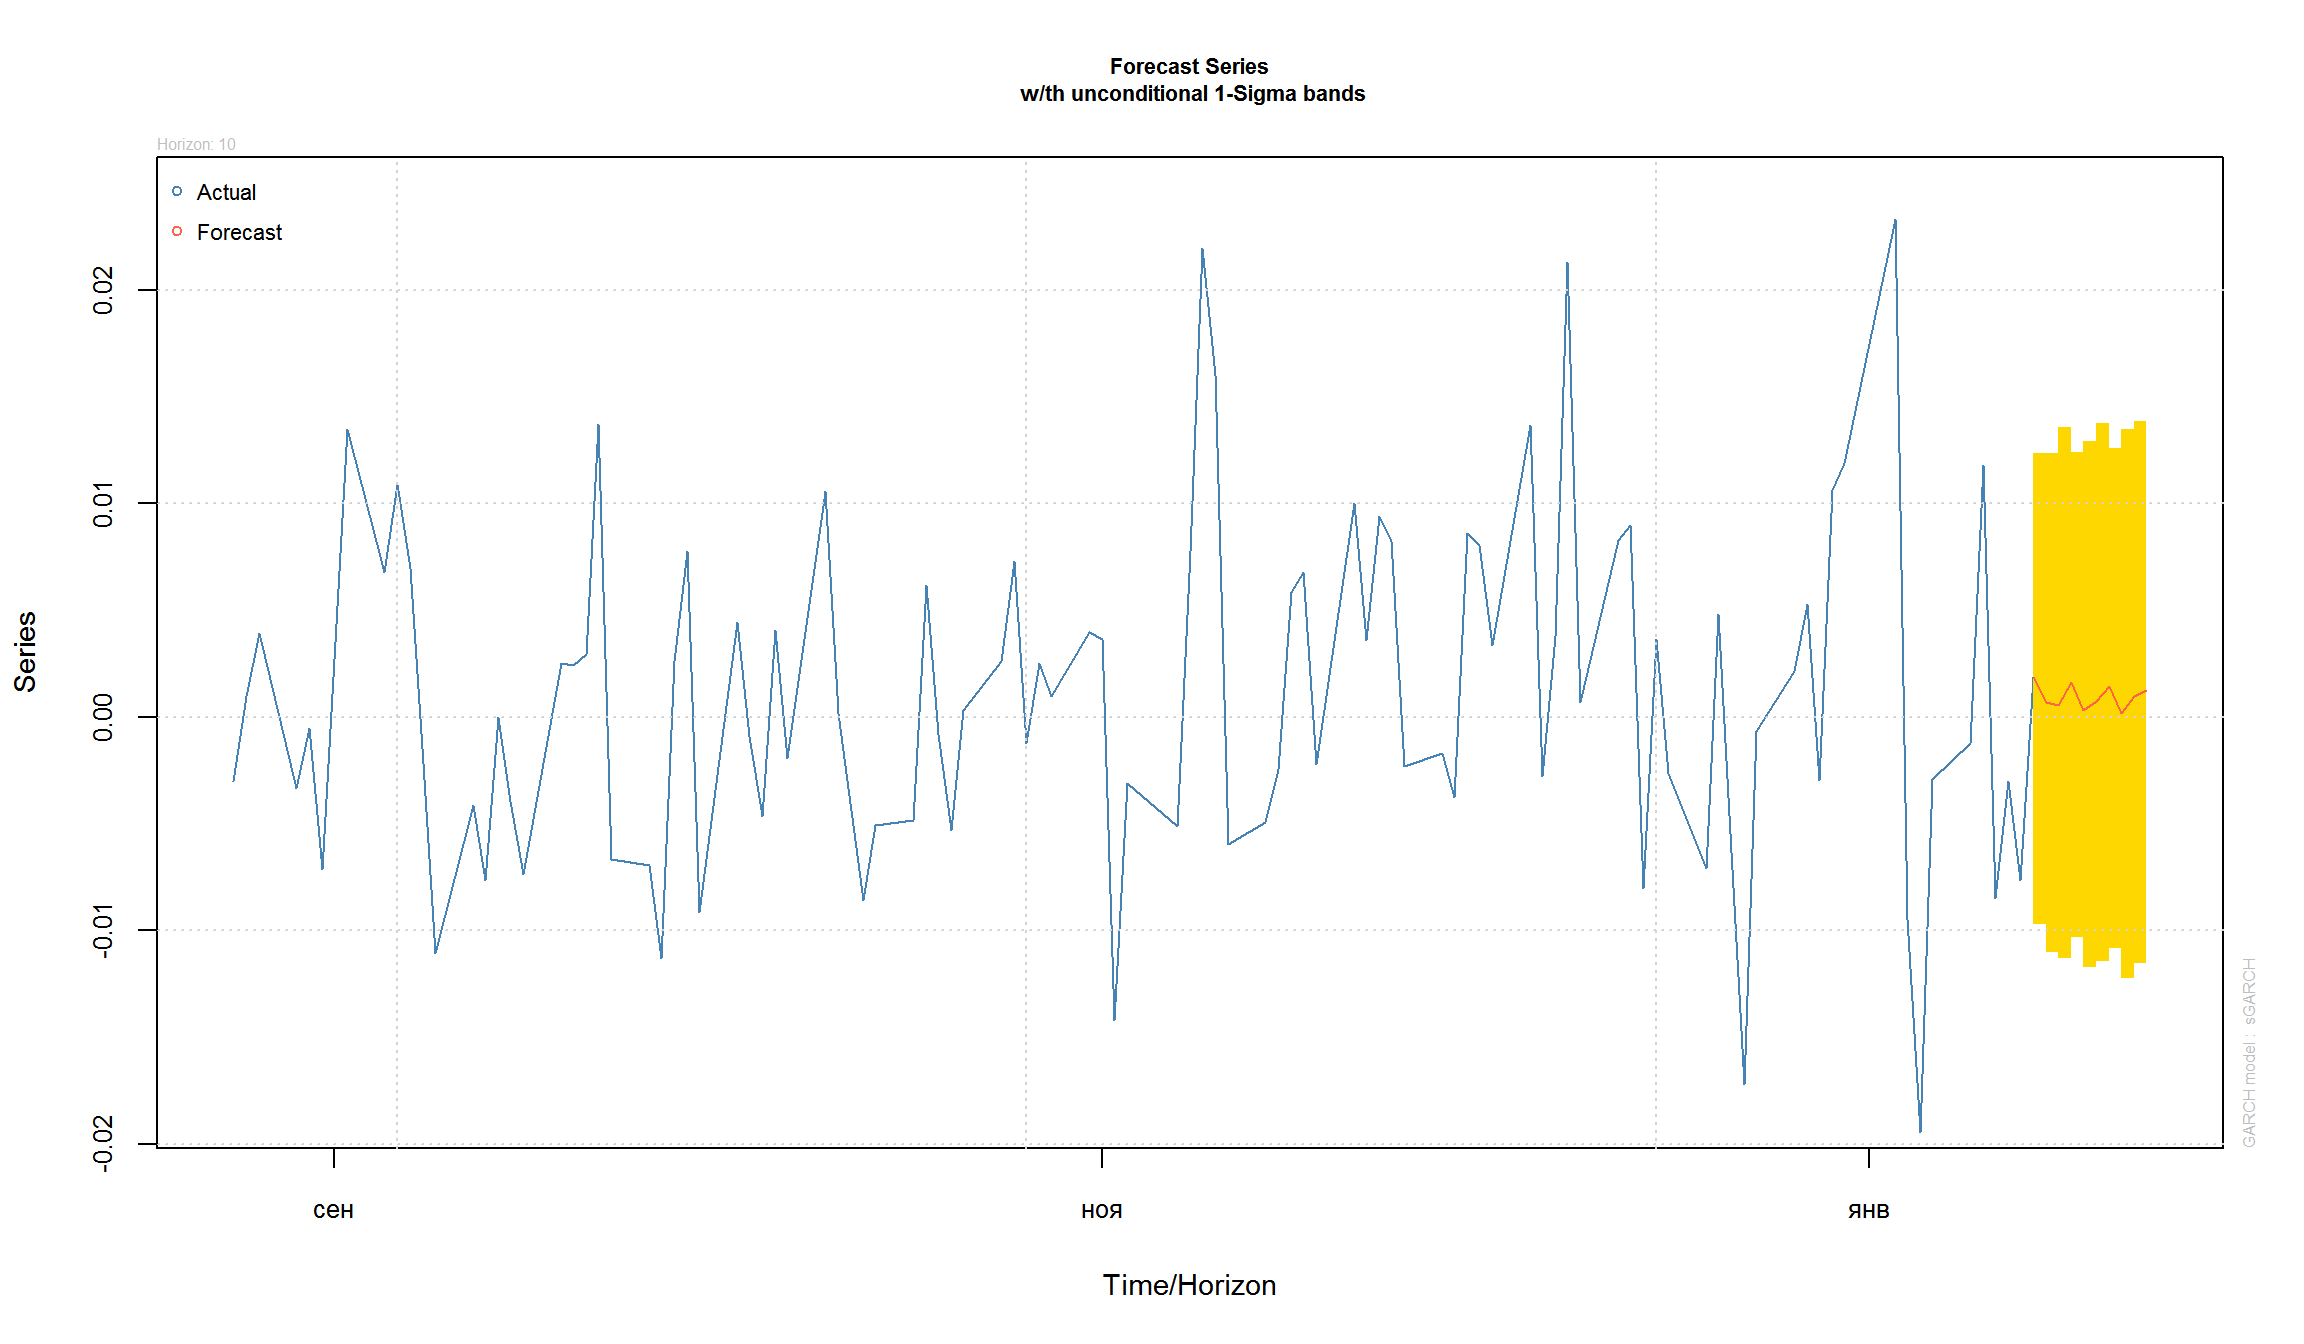 Forecast Series
w/th unconditional 1-Sigma bands
Horizon: 10
Actual
Forecast
0.02
0.01
0.00
-0.01
-0.02
Series
сен
ноя
янв
Time/Horizon
GARCH model : sGARCH